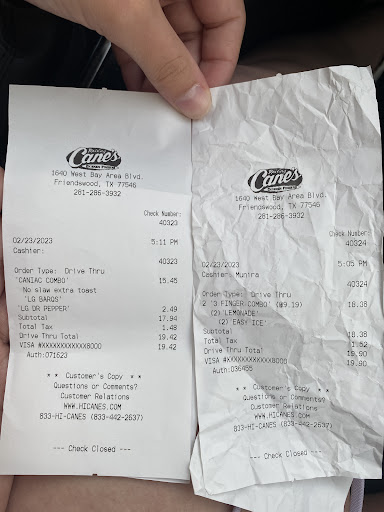 Raising
Cane's
Chicken Fingers
1640 West Bay Area Blvd.
Friendswood, TX 77546
281-286-3932
Check Number:
40323
02/23/2023 5:11 PM
Cashier:
40323
Order Type: Drive Thru
'CANIAC COMBO' 15.45
No slaw extra toast
'LG BARQS'
'LG DR PEPPER' 2.49
Subtotal 17.94
Total Tax 1.48
Drive Thru Total 19.42
VISA #XXXXXXXXXXXX8000 19.42
Auth:071623
* * Customer's Copy * *
Questions or Comments?
Customer Relations
WWW.HICANES.COM
833-HI-CANES (833-442-2637)
--- Check Closed ---
Raising
Cane's
Chicken Fingers
1640 West Bay Area Blvd.
Friendswood, TX 77546
281-286-3932
Check Number:
40324
02/23/2023 5:05 PM
Cashier: Munira
40324
Order Type: Drive Thru
2 '3 FINGER COMBO' (@9.19) 18.38
(2) 'LEMONADE'
(2) 'EASY ICE'
Subtotal 18.38
Total Tax 1.52
Drive Thru Total 19.90
VISA #XXXXXXXXXXXX8000 19.90
Auth:036455
* * Customer's Copy * *
Questions or Comments?
Customer Relations
WWW.HICANES.COM
833-HI-CANES (833-442-2637)
--- Check Closed ---